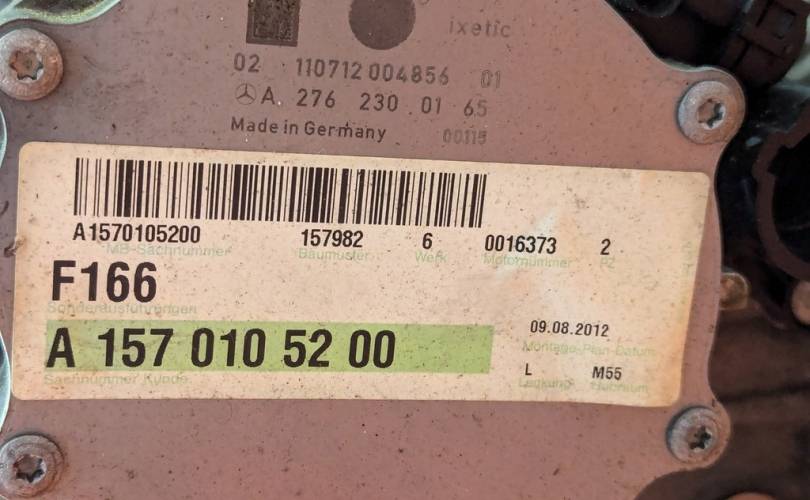 ixetic
02 110712 004856 01
A 276 230 01 65
Made in Germany 00115
A1570105200 157982 6 0016373 2
MB-Sachnummer Baumuster Werk Motornummer PZ
F166
Sonderausführungen
A 157 010 52 00
09.08.2012
Montage-Plan-Datum
Sachnummer Kunde
L M55
Lenkung Hubraum